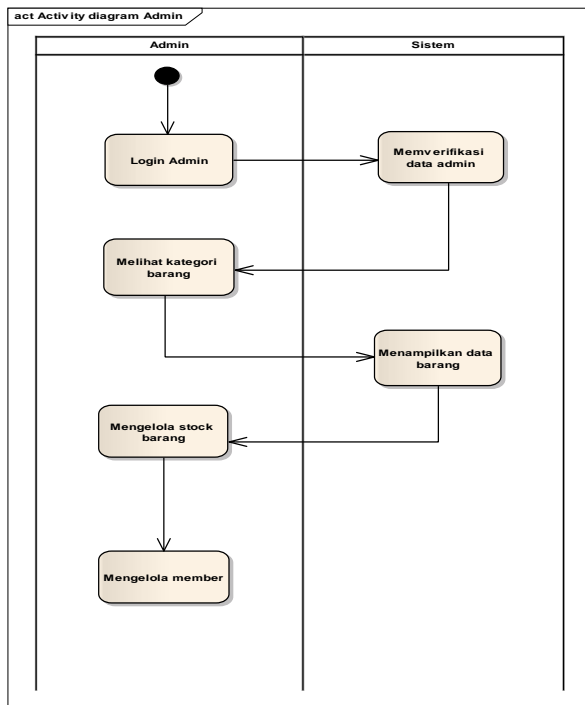 act Activity diagram Admin
Admin
Sistem
Login Admin
Memverifikasi
data admin
Melihat kategori
barang
Menampilkan data
barang
Mengelola stock
barang
Mengelola member